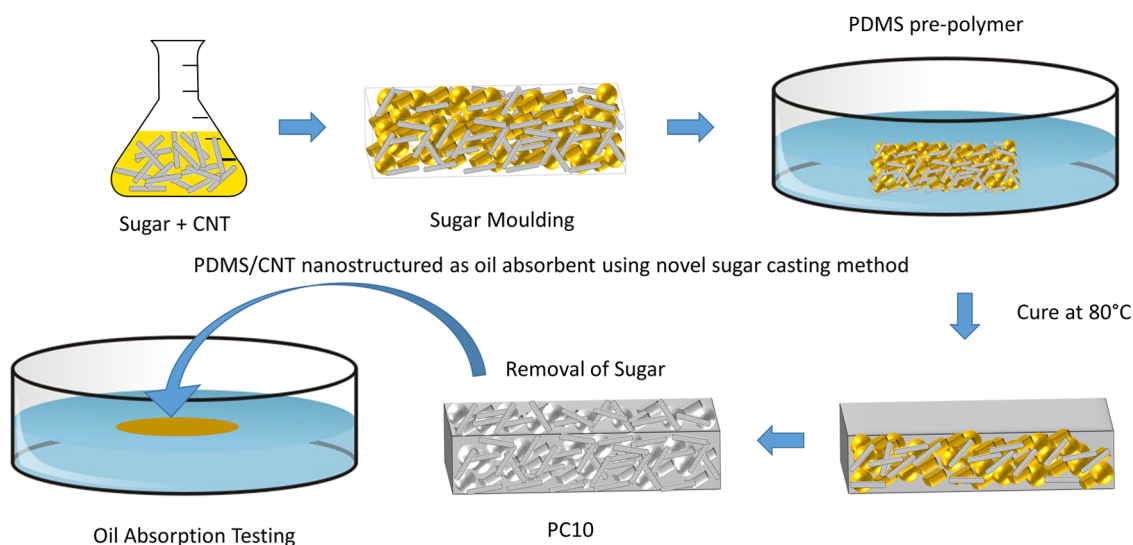 PDMS pre-polymer
Sugar + CNT
Sugar Moulding
PDMS/CNT nanostructured as oil absorbent using novel sugar casting method
Cure at 80°C
Removal of Sugar
PC10
Oil Absorption Testing